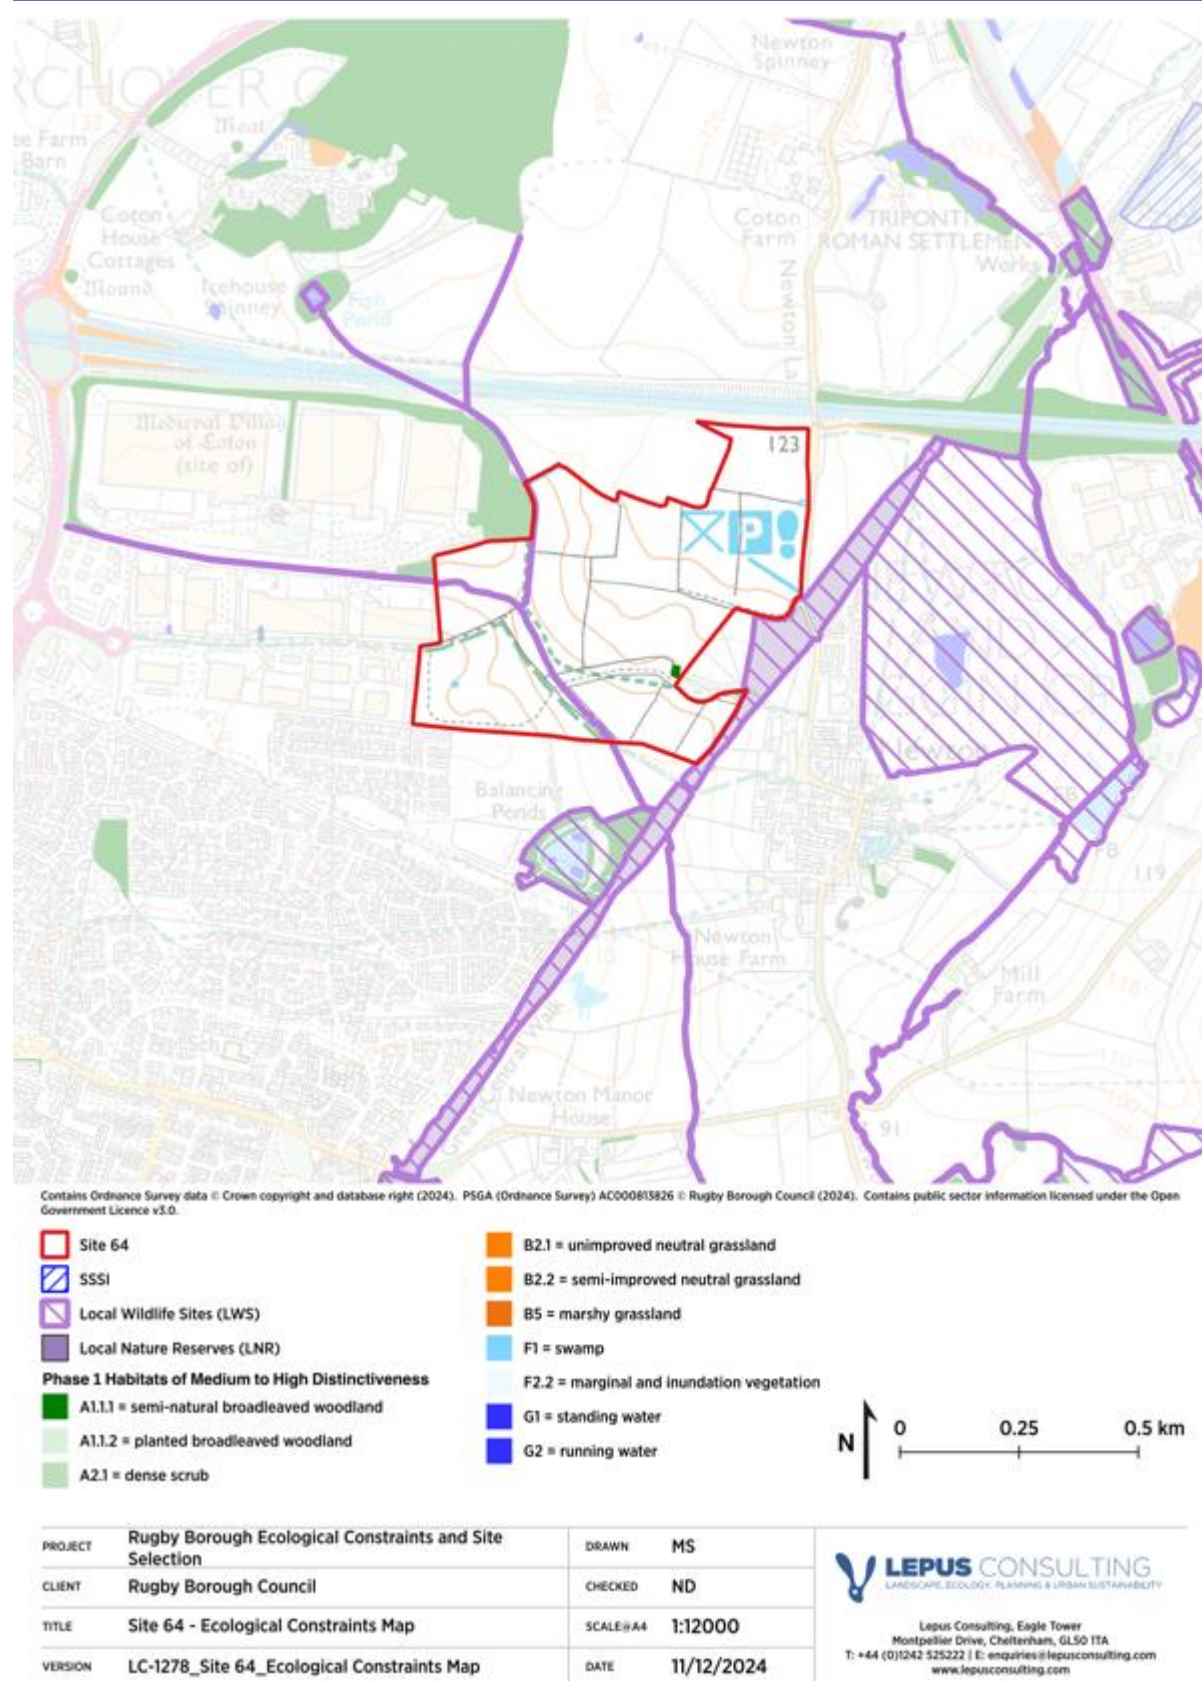 Newton
Spinney
RCHOVER C
Moat
ee Farm
Barn
Coton
House
Cottages
Mound
Icehouse
Spinney
Fish
Pond
Coton
Farm
Newton La
TRIPONTI
ROMAN SETTLEMEN
Works
Medieval Village
of Coton
(site of)
123
P
Newton
Balancing
Ponds
FB
119
Newton
House Farm
Mill
Farm
Great Central Walk
Newton Manor
House
91
Contains Ordnance Survey data © Crown copyright and database right (2024). PSGA (Ordnance Survey) AC000813826 © Rugby Borough Council (2024). Contains public sector information licensed under the Open
Government Licence v3.0.
Site 64
SSSI
Local Wildlife Sites (LWS)
Local Nature Reserves (LNR)
Phase 1 Habitats of Medium to High Distinctiveness
A1.1.1 = semi-natural broadleaved woodland
A1.1.2 = planted broadleaved woodland
A2.1 = dense scrub
B2.1 = unimproved neutral grassland
B2.2 = semi-improved neutral grassland
B5 = marshy grassland
F1 = swamp
F2.2 = marginal and inundation vegetation
G1 = standing water
G2 = running water
N
0 0.25 0.5 km
PROJECT Rugby Borough Ecological Constraints and Site
Selection
CLIENT Rugby Borough Council
TITLE Site 64 - Ecological Constraints Map
VERSION LC-1278_Site 64_Ecological Constraints Map
DRAWN MS
CHECKED ND
SCALE@A4 1:12000
DATE 11/12/2024
LEPUS CONSULTING
LANDSCAPE, ECOLOGY, PLANNING & URBAN SUSTAINABILITY
Lepus Consulting, Eagle Tower
Montpellier Drive, Cheltenham, GL50 1TA
T: +44 (0)1242 525222 | E: enquiries@lepusconsulting.com
www.lepusconsulting.com